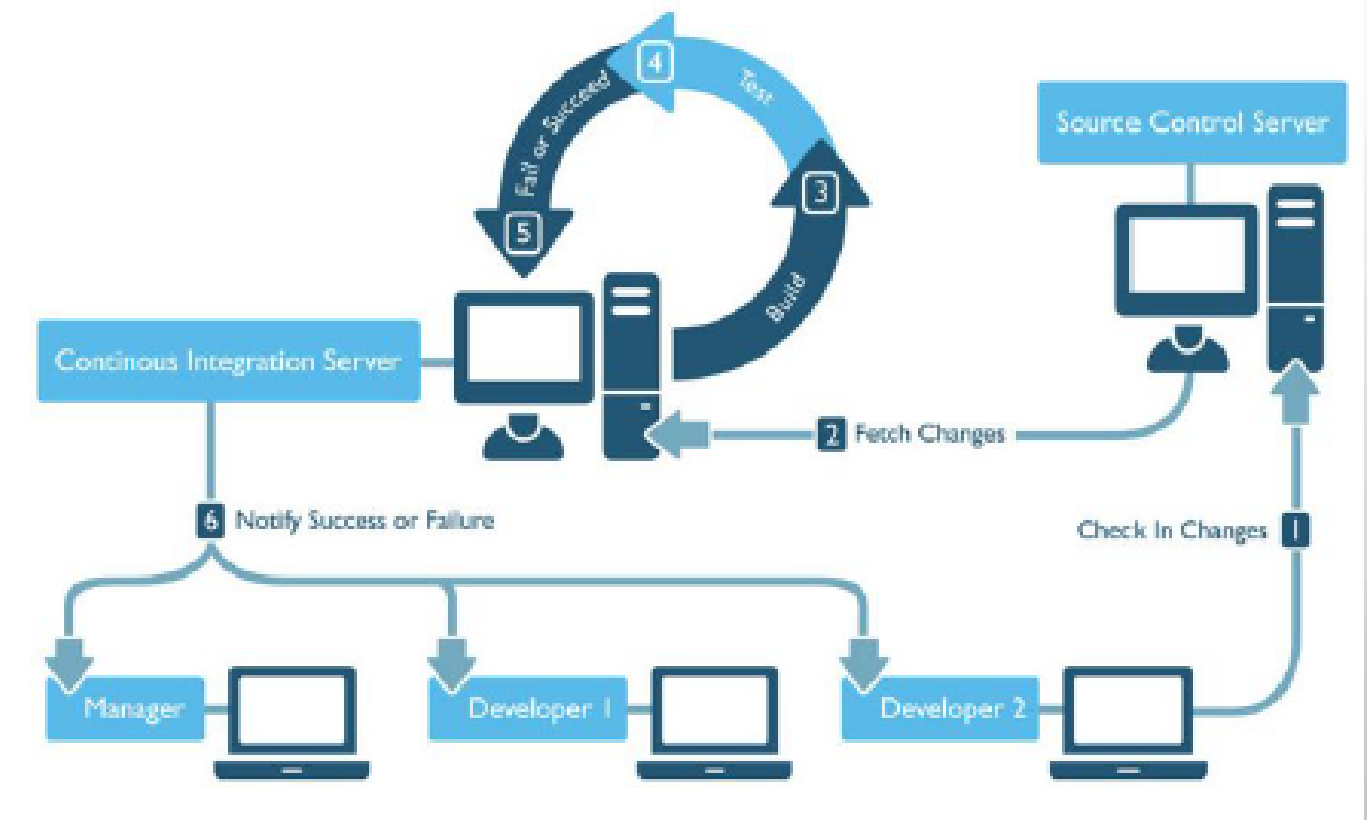 4
Test
Source Control Server
Fail or Succeed
3
5
Build
Continous Integration Server
2 Fetch Changes
6 Notify Success or Failure
Check In Changes 1
Manager
Developer 1
Developer 2